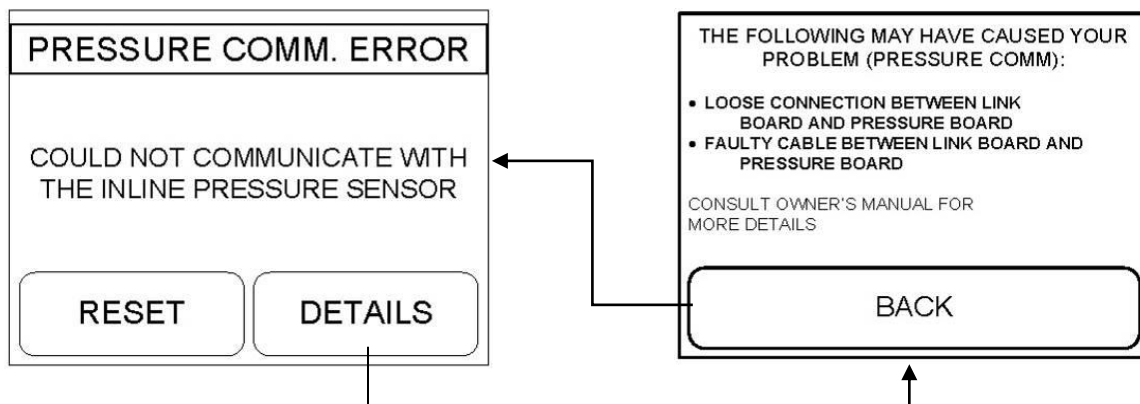 PRESSURE COMM. ERROR
COULD NOT COMMUNICATE WITH
THE INLINE PRESSURE SENSOR
RESET
DETAILS
THE FOLLOWING MAY HAVE CAUSED YOUR
PROBLEM (PRESSURE COMM):
• LOOSE CONNECTION BETWEEN LINK
BOARD AND PRESSURE BOARD
• FAULTY CABLE BETWEEN LINK BOARD AND
PRESSURE BOARD
CONSULT OWNER'S MANUAL FOR
MORE DETAILS
BACK